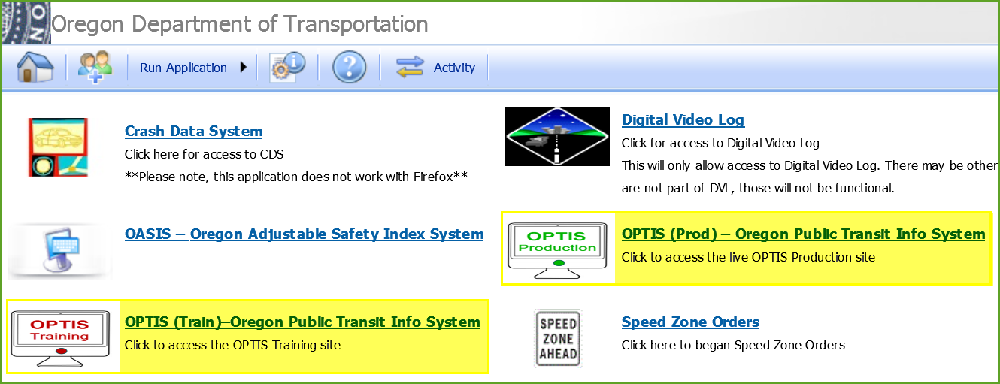 Oregon Department of Transportation
Run Application
Activity
Crash Data System
Click here for access to CDS
**Please note, this application does not work with Firefox**
Digital Video Log
Click for access to Digital Video Log
This will only allow access to Digital Video Log. There may be other
are not part of DVL, those will not be functional.
OASIS – Oregon Adjustable Safety Index System
OPTIS
Production
OPTIS (Prod) – Oregon Public Transit Info System
Click to access the live OPTIS Production site
OPTIS
Training
OPTIS (Train)–Oregon Public Transit Info System
Click to access the OPTIS Training site
SPEED
ZONE
AHEAD
Speed Zone Orders
Click here to began Speed Zone Orders